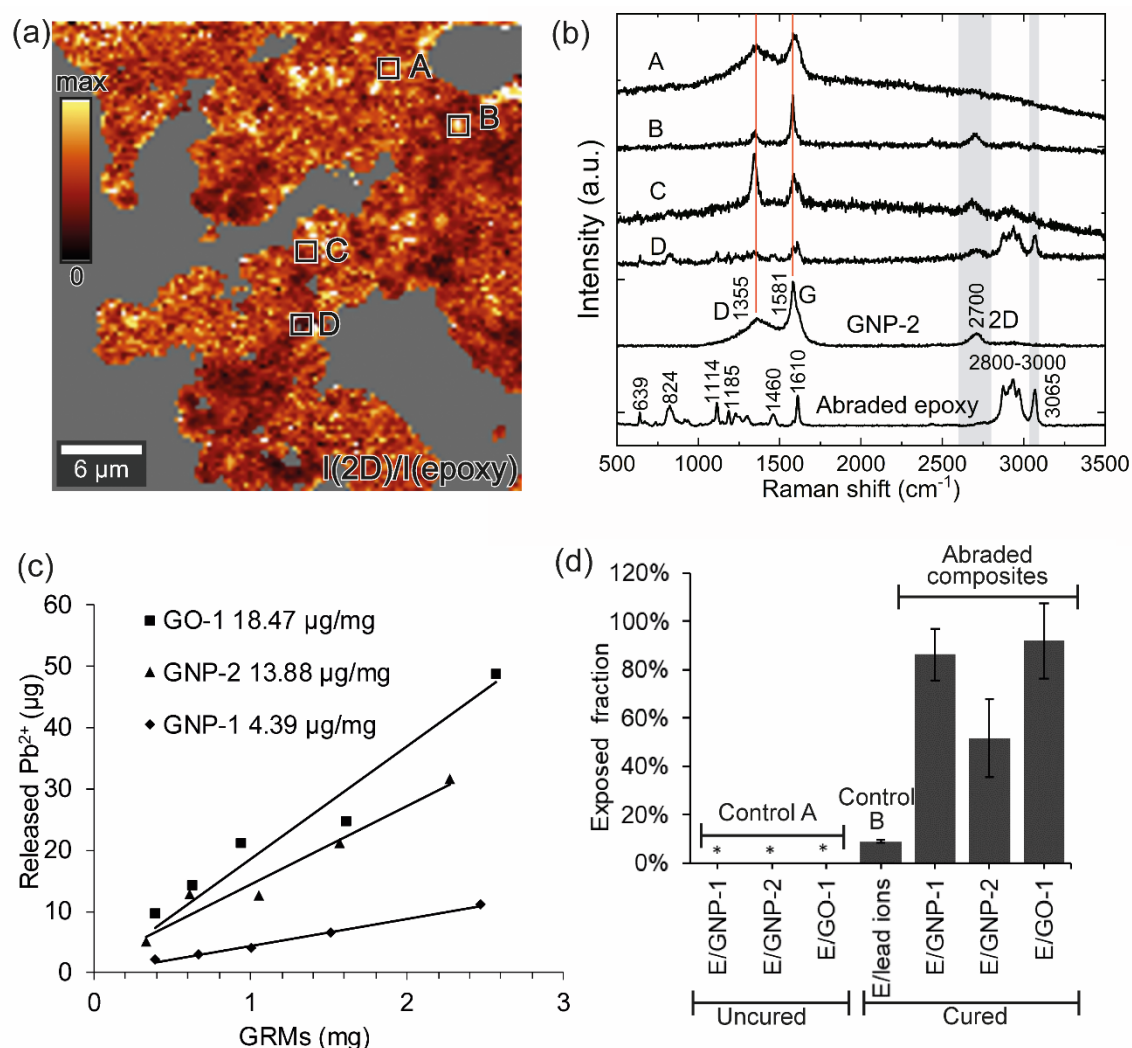 (a)
max
0
A
B
C
D
6 µm
I(2D)/I(epoxy)
(b)
Intensity (a.u.)
A
B
C
D
D
1355
1581
G
GNP-2
2700
2D
2800-3000
3065
639
824
1114
1185
1460
1610
Abraded epoxy
500 1000 1500 2000 2500 3000 3500
Raman shift (cm⁻¹)
(c)
Released Pb²⁺ (µg)
60
50
40
30
20
10
0
GO-1 18.47 µg/mg
GNP-2 13.88 µg/mg
GNP-1 4.39 µg/mg
0 1 2 3
GRMs (mg)
(d)
Exposed fraction
120%
100%
80%
60%
40%
20%
0%
Abraded
composites
Control A
* * *
Control
B
E/GNP-1
E/GNP-2
E/GO-1
E/lead ions
E/GNP-1
E/GNP-2
E/GO-1
Uncured
Cured